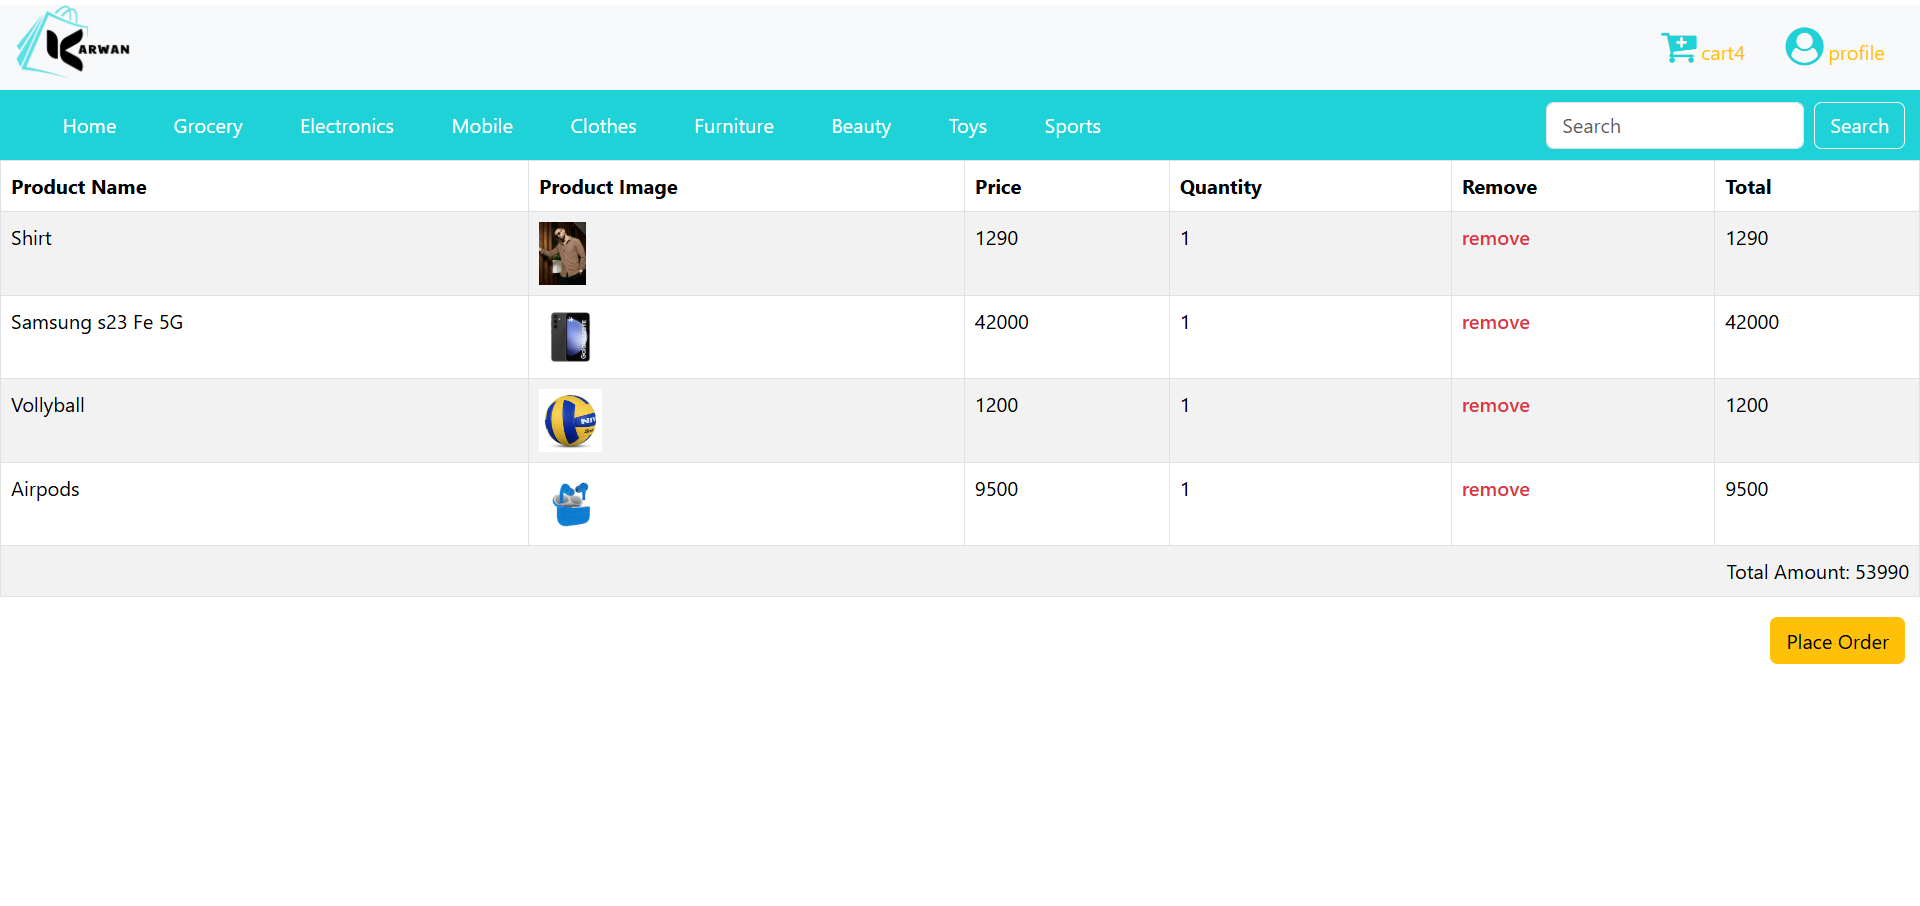 KARWAN
cart4 profile
Home Grocery Electronics Mobile Clothes Furniture Beauty Toys Sports Search Search
Product Name Product Image Price Quantity Remove Total
Shirt 1290 1 remove 1290
Samsung s23 Fe 5G 42000 1 remove 42000
Vollyball 1200 1 remove 1200
Airpods 9500 1 remove 9500
Total Amount: 53990
Place Order